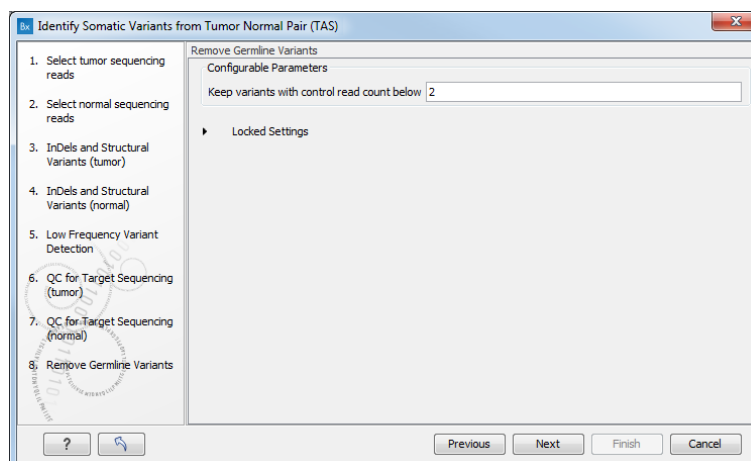 Bx Identify Somatic Variants from Tumor Normal Pair (TAS)
X
1. Select tumor sequencing
reads
2. Select normal sequencing
reads
3. InDels and Structural
Variants (tumor)
4. InDels and Structural
Variants (normal)
5. Low Frequency Variant
Detection
6. QC for Target Sequencing
(tumor)
7. QC for Target Sequencing
(normal)
8. Remove Germline Variants
Remove Germline Variants
Configurable Parameters
Keep variants with control read count below 2
Locked Settings
?
Previous
Next
Finish
Cancel